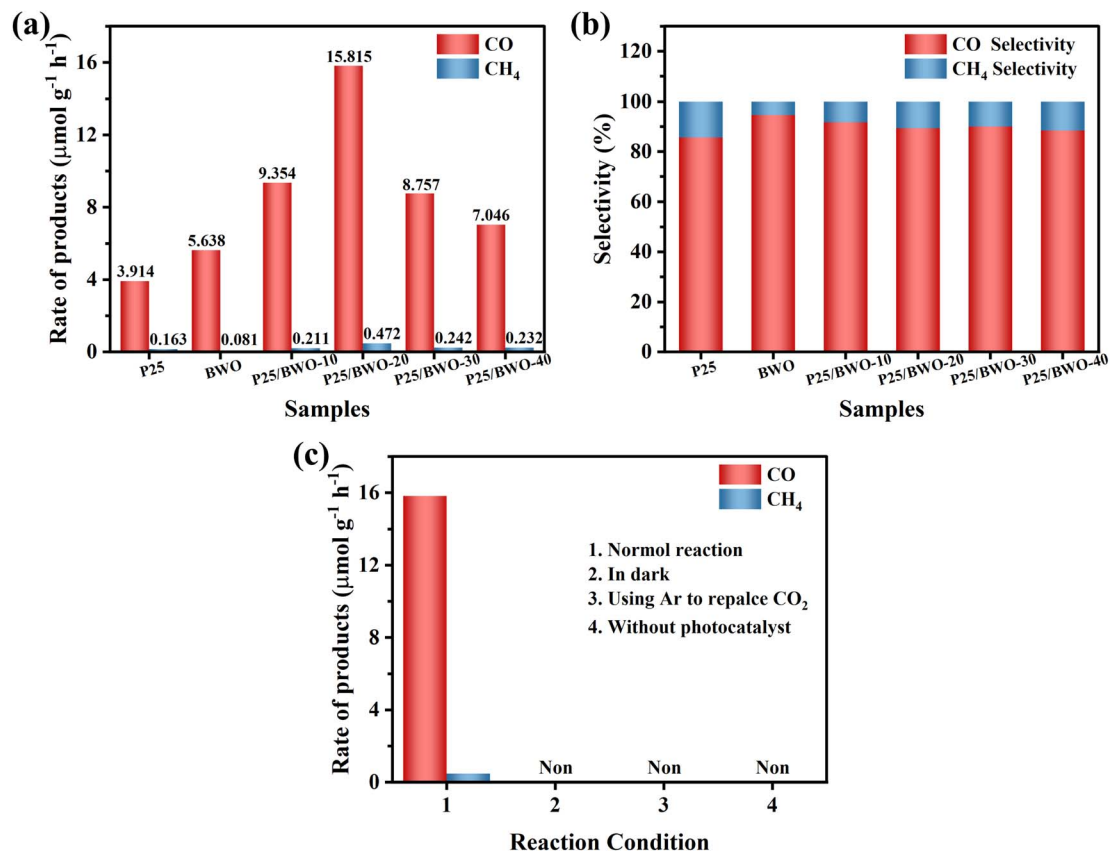 (a)
Rate of products (μmol g⁻¹ h⁻¹)
16
12
8
4
0
CO
CH₄
3.914
0.163
5.638
0.081
9.354
0.211
15.815
0.472
8.757
0.242
7.046
0.232
P25
BWO
P25/BWO-10
P25/BWO-20
P25/BWO-30
P25/BWO-40
Samples
(b)
Selectivity (%)
120
100
80
60
40
20
0
CO Selectivity
CH₄ Selectivity
P25
BWO
P25/BWO-10
P25/BWO-20
P25/BWO-30
P25/BWO-40
Samples
(c)
Rate of products (μmol g⁻¹ h⁻¹)
16
12
8
4
0
CO
CH₄
1. Normol reaction
2. In dark
3. Using Ar to repalce CO₂
4. Without photocatalyst
Non
Non
Non
1
2
3
4
Reaction Condition